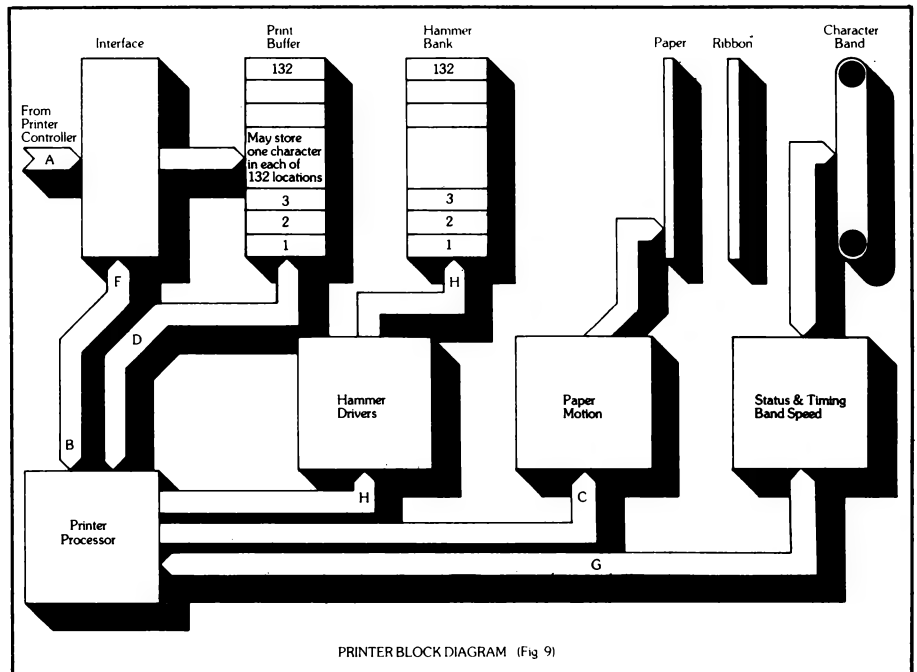 Interface
Print
Buffer
Hammer
Bank
Paper
Ribbon
Character
Band
132
132
From
Printer
Controller
A
May store
one character
in each of
132 locations
3
2
1
3
2
1
F
H
D
Hammer
Drivers
Paper
Motion
Status & Timing
Band Speed
B
Printer
Processor
H
C
G
PRINTER BLOCK DIAGRAM (Fig 9)